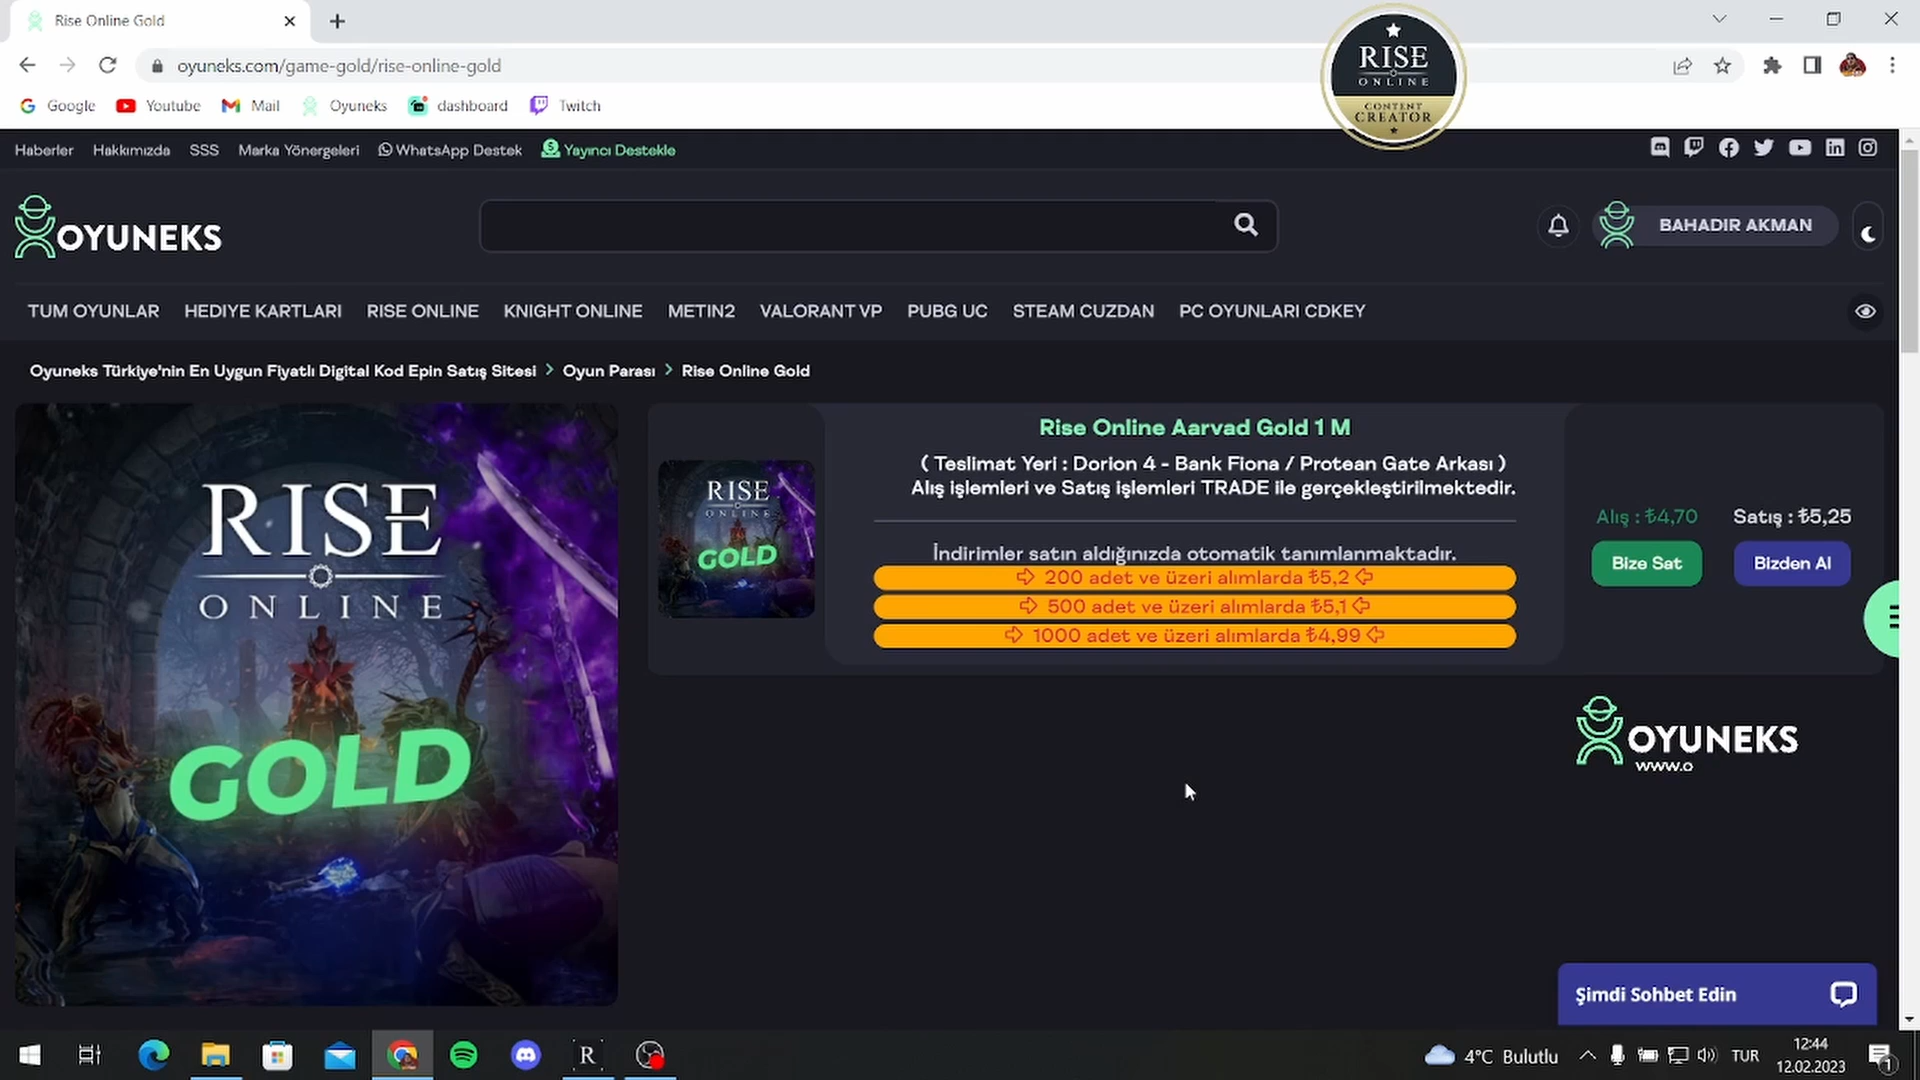 Rise Online Gold
oyuneks.com/game-gold/rise-online-gold
Google Youtube Mail Oyuneks dashboard Twitch
RISE
ONLINE
CONTENT
CREATOR
Haberler Hakkımızda SSS Marka Yönergeleri WhatsApp Destek Yayıncı Destekle
OYUNEKS
BAHADIR AKMAN
TUM OYUNLAR HEDIYE KARTLARI RISE ONLINE KNIGHT ONLINE METIN2 VALORANT VP PUBG UC STEAM CUZDAN PC OYUNLARI CDKEY
Oyuneks Türkiye'nin En Uygun Fiyatlı Digital Kod Epin Satış Sitesi > Oyun Parası > Rise Online Gold
RISE
ONLINE
GOLD
RISE
ONLINE
GOLD
Rise Online Aarvad Gold 1 M
( Teslimat Yeri : Dorion 4 - Bank Fiona / Protean Gate Arkası )
Alış işlemleri ve Satış işlemleri TRADE ile gerçekleştirilmektedir.
İndirimler satın aldığınızda otomatik tanımlanmaktadır.
200 adet ve üzeri alımlarda ₺5,2
500 adet ve üzeri alımlarda ₺5,1
1000 adet ve üzeri alımlarda ₺4,99
Alış : ₺4,70 Satış : ₺5,25
Bize Sat Bizden Al
OYUNEKS
www.o
Şimdi Sohbet Edin
R
4°C Bulutlu TUR 12:44
12.02.2023
1